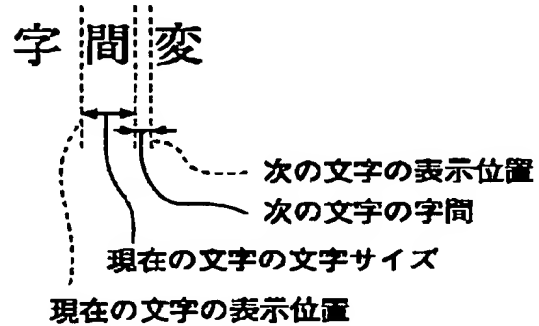 字間変
次の文字の表示位置
次の文字の字間
現在の文字の文字サイズ
現在の文字の表示位置